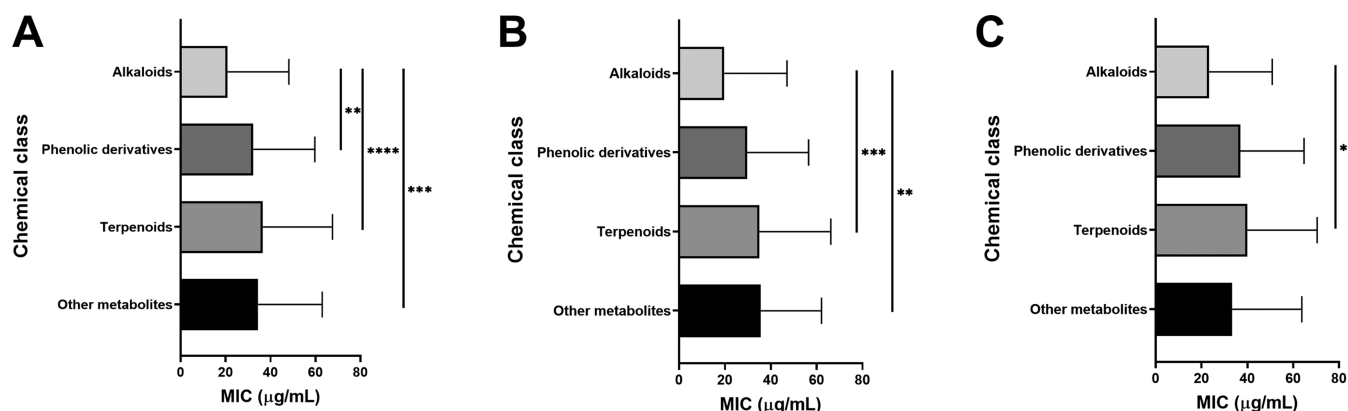 A
Chemical class
Alkaloids
Phenolic derivatives
Terpenoids
Other metabolites
**
****
***
0 20 40 60 80
MIC (µg/mL)
B
Chemical class
Alkaloids
Phenolic derivatives
Terpenoids
Other metabolites
***
**
0 20 40 60 80
MIC (µg/mL)
C
Chemical class
Alkaloids
Phenolic derivatives
Terpenoids
Other metabolites
*
0 20 40 60 80
MIC (µg/mL)